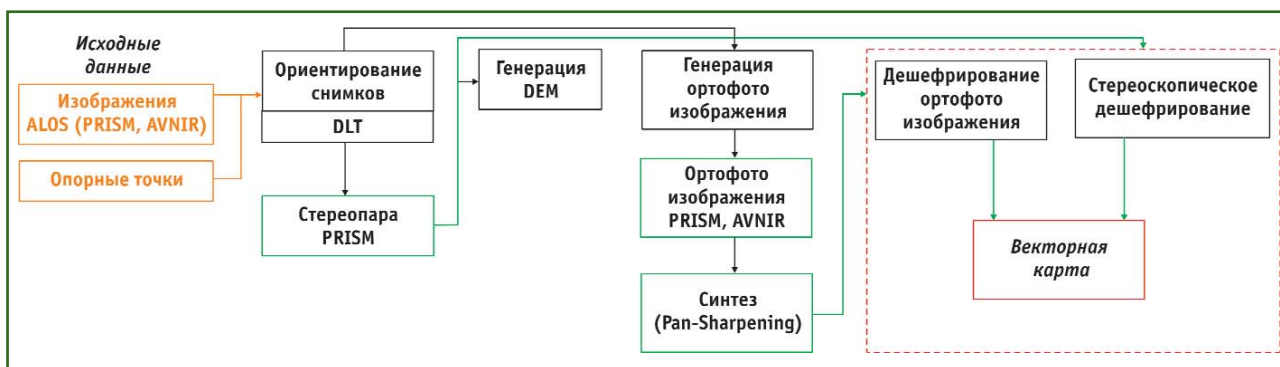 Исходные
данные
Изображения
ALOS (PRISM, AVNIR)
Опорные точки
Ориентирование
снимков
DLT
Стереопара
PRISM
Генерация
DEM
Генерация
ортофото
изображения
Ортофото
изображения
PRISM, AVNIR
Синтез
(Pan-Sharpening)
Дешефрирование
ортофото
изображения
Стереоскопическое
дешефрирование
Векторная
карта